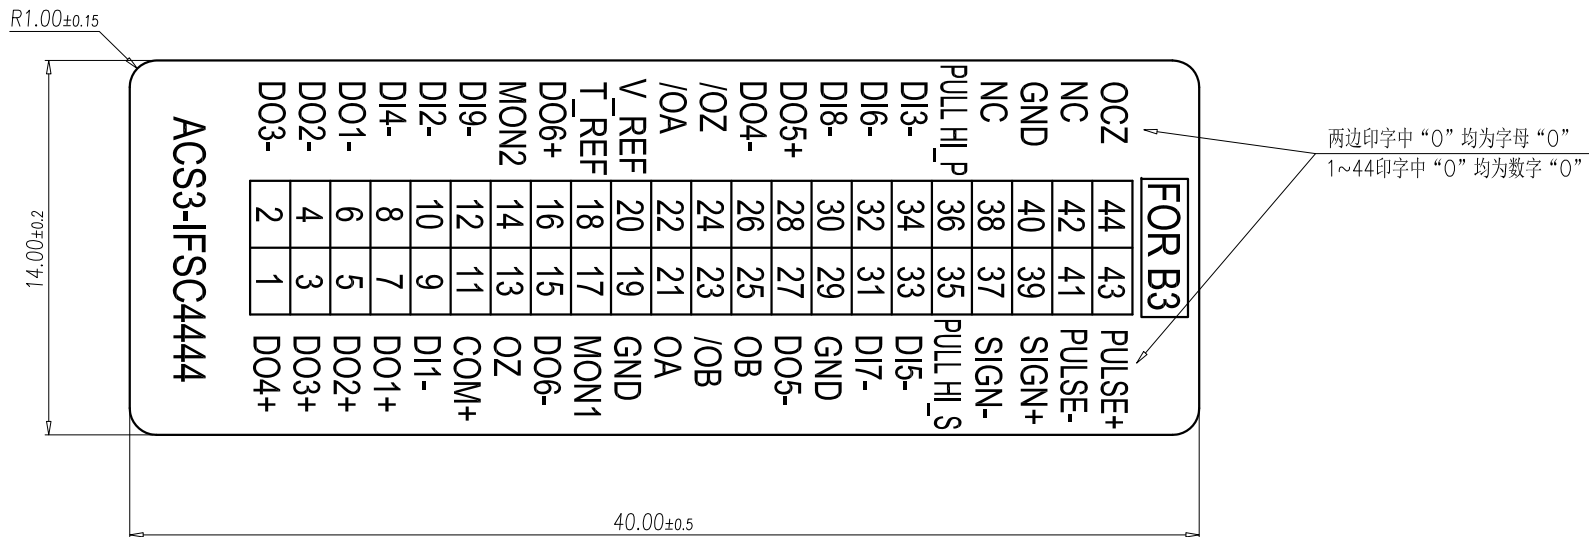 R1.00±0.15
14.00±0.2
40.00±0.5
ACS3-IFSC4444
DO3-
DO2-
DO1-
DI4-
DI2-
DI9-
MON2
DO6+
T_REF
V_REF
/OA
/OZ
DO4-
DO5+
DI8-
DI6-
DI3-
PULL HI_P
NC
GND
NC
OCZ
2 4 6 8 10 12 14 16 18 20 22 24 26 28 30 32 34 36 38 40 42 44
1 3 5 7 9 11 13 15 17 19 21 23 25 27 29 31 33 35 37 39 41 43
DO4+
DO3+
DO2+
DO1+
DI1-
COM+
OZ
DO6-
MON1
GND
OA
/OB
OB
DO5-
GND
DI7-
DI5-
PULL HI_S
SIGN-
SIGN+
PULSE-
PULSE+
FOR B3
两边印字中“O”均为字母“O”
1~44印字中“0”均为数字“0”